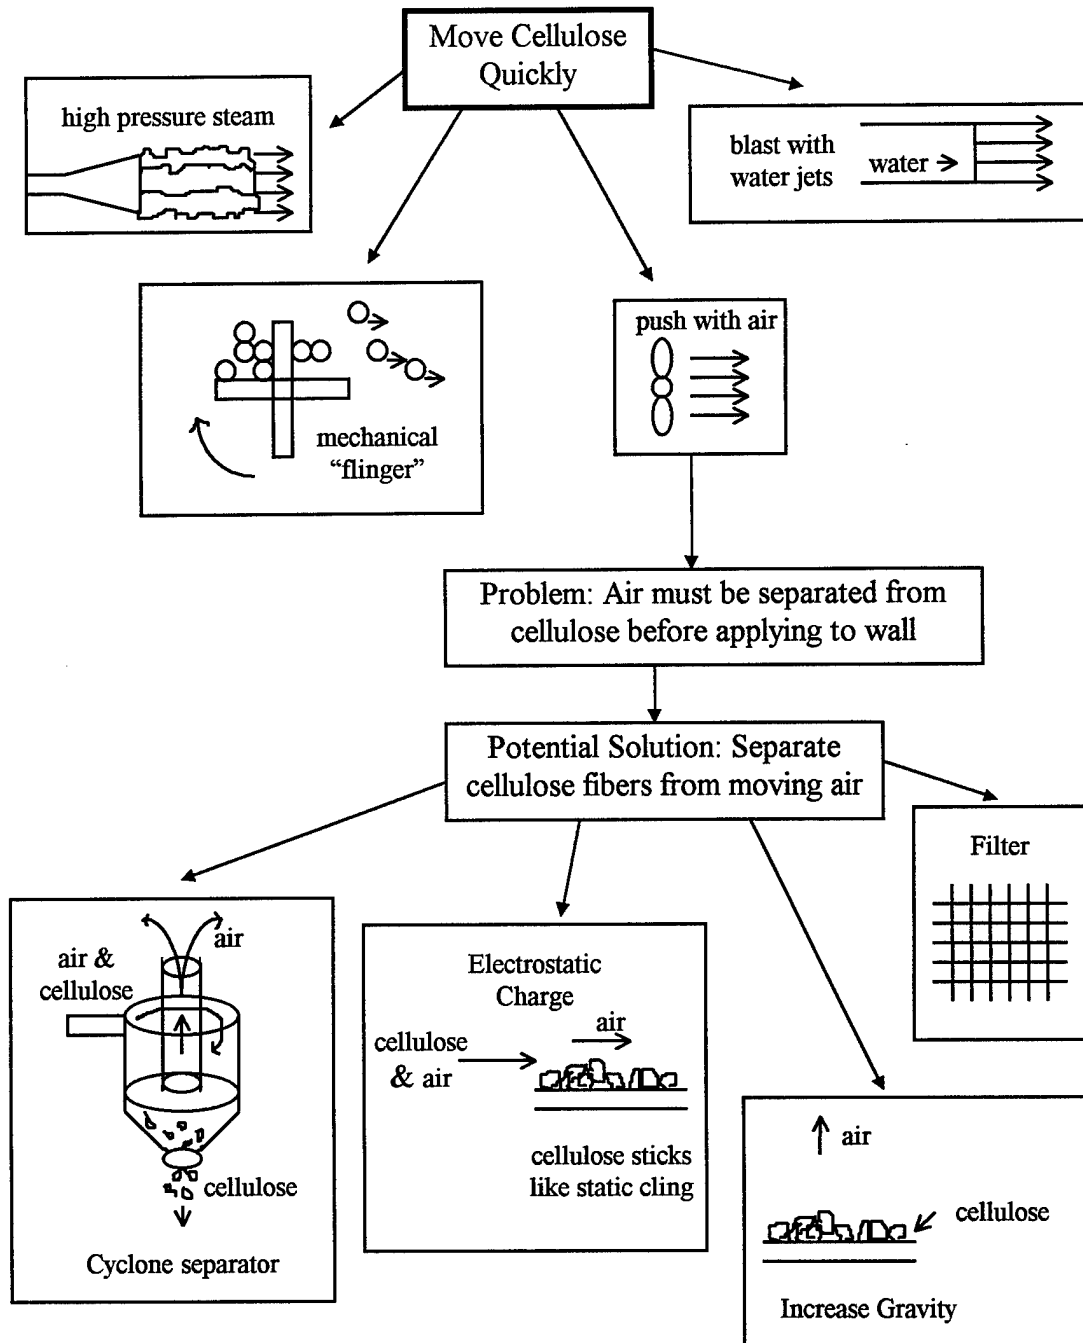 Move Cellulose
Quickly
high pressure steam
blast with
water jets
water
mechanical
“flinger”
push with air
Problem: Air must be separated from
cellulose before applying to wall
Potential Solution: Separate
cellulose fibers from moving air
Filter
air
air &
cellulose
cellulose
Cyclone separator
Electrostatic
Charge
air
cellulose
& air
cellulose sticks
like static cling
air
cellulose
Increase Gravity